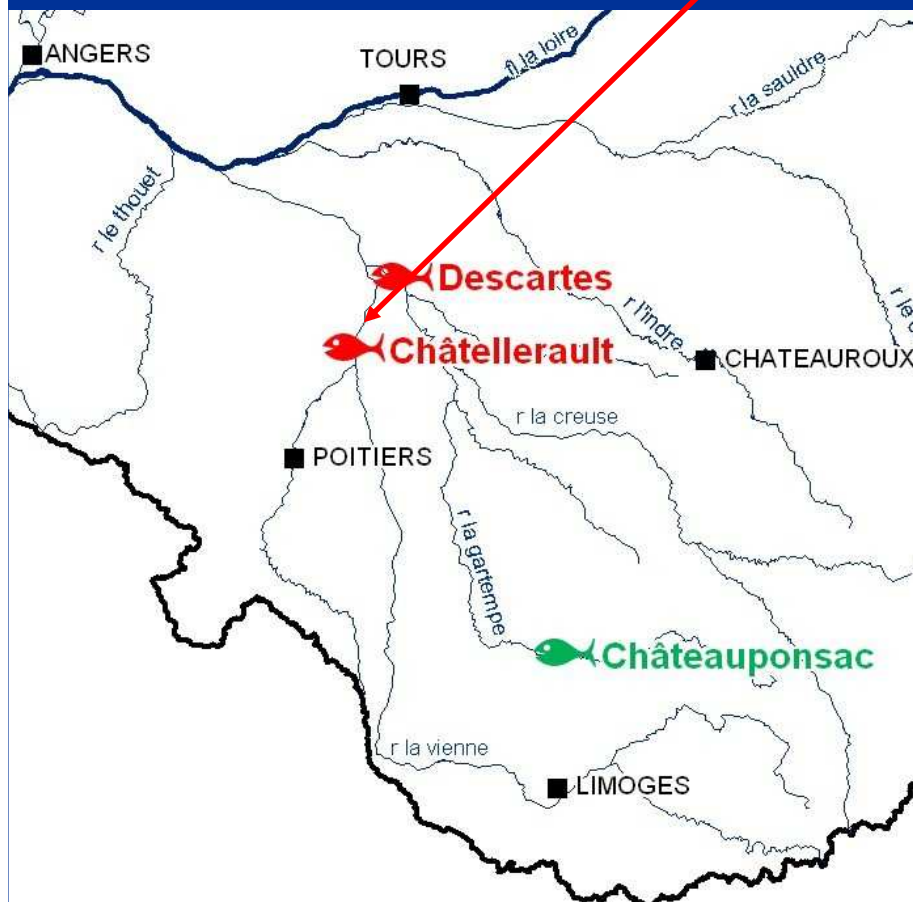 ANGERS
TOURS
fl la loire
r la sauldre
r le thouet
Descartes
r l'indre
r le
Châtellerault
CHATEAUROUX
r la creuse
POITIERS
r la gartempe
Châteauponsac
r la vienne
LIMOGES